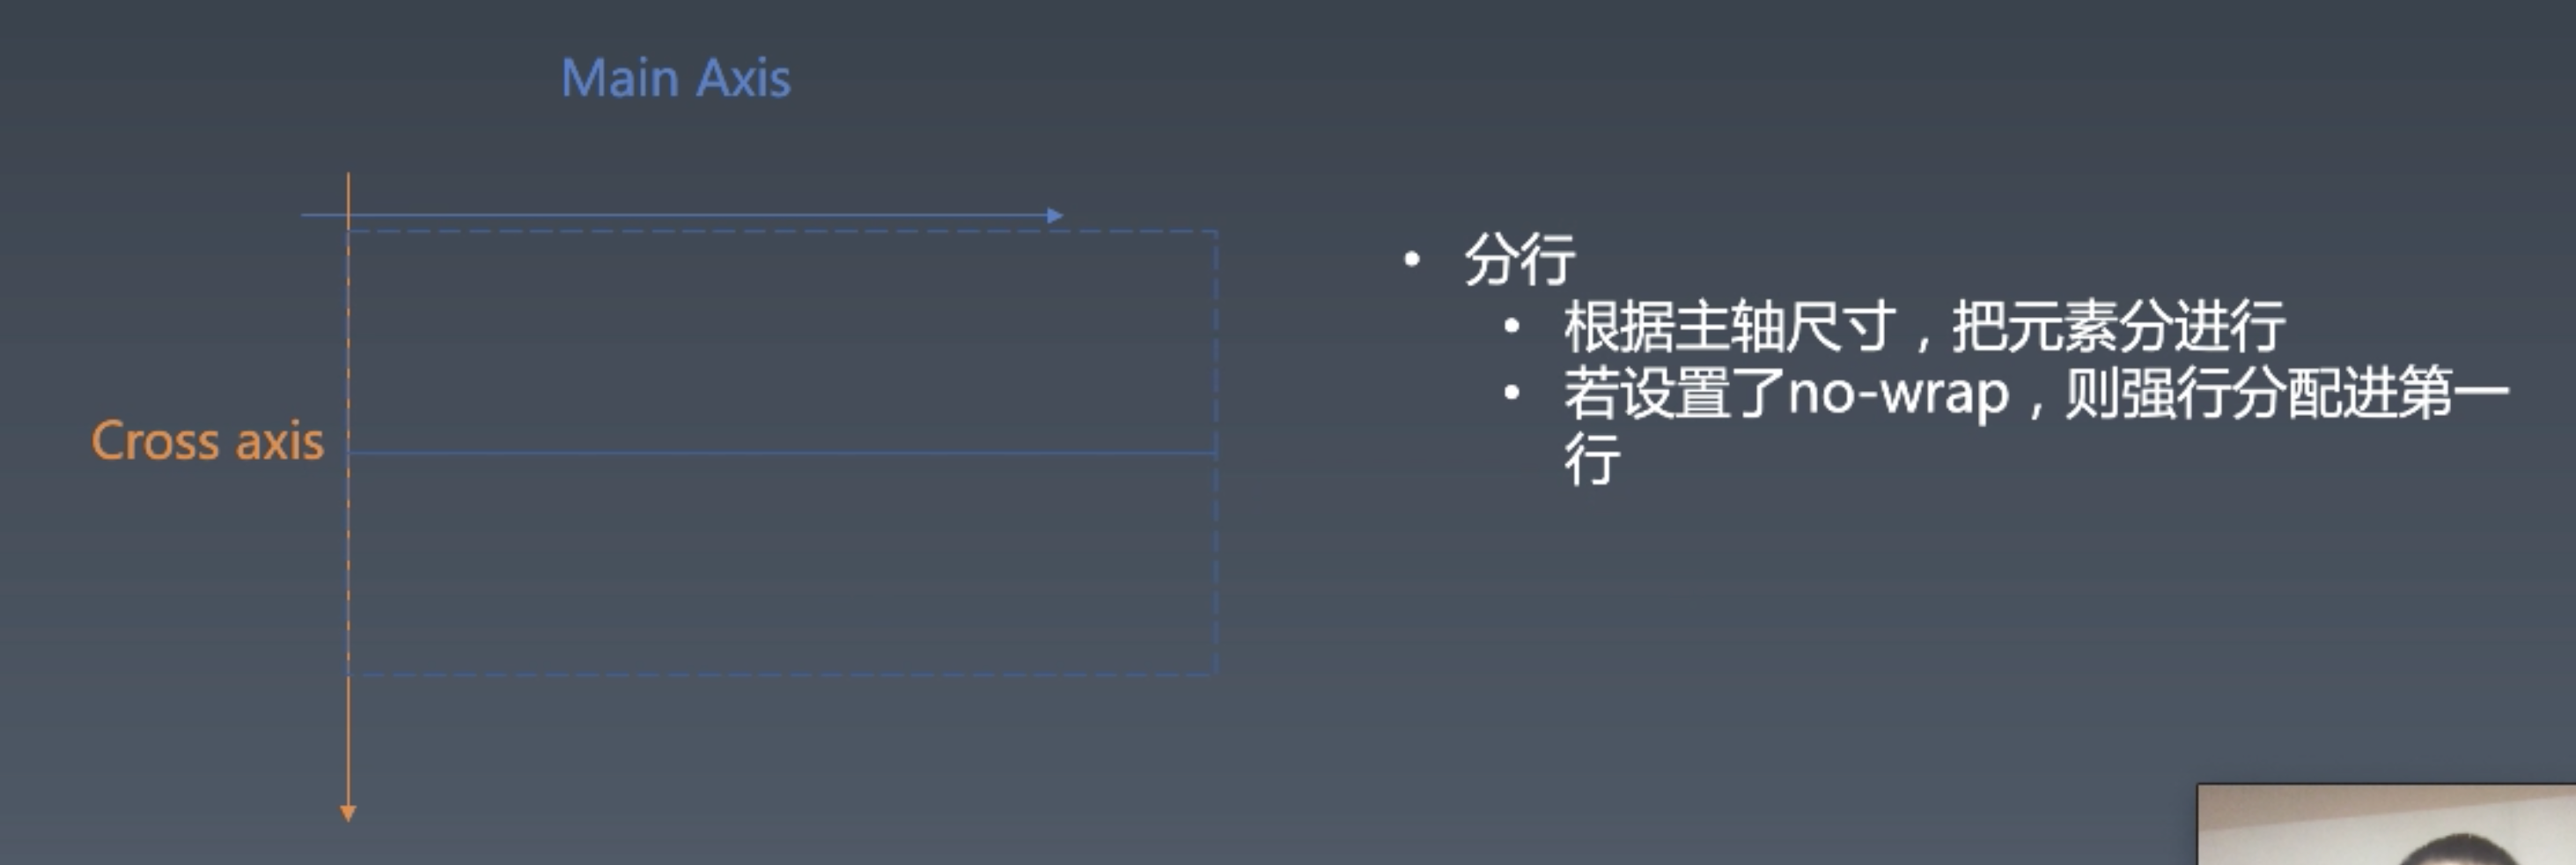 Main Axis
Cross axis
分行
根据主轴尺寸，把元素分进行
若设置了no-wrap，则强行分配进第一
行